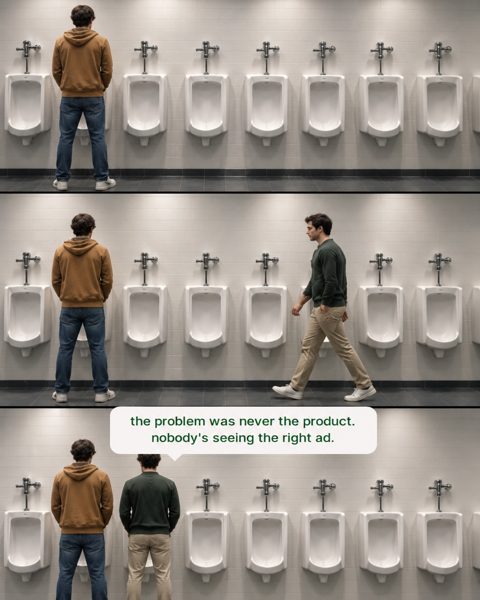 the problem was never the product.
nobody's seeing the right ad.